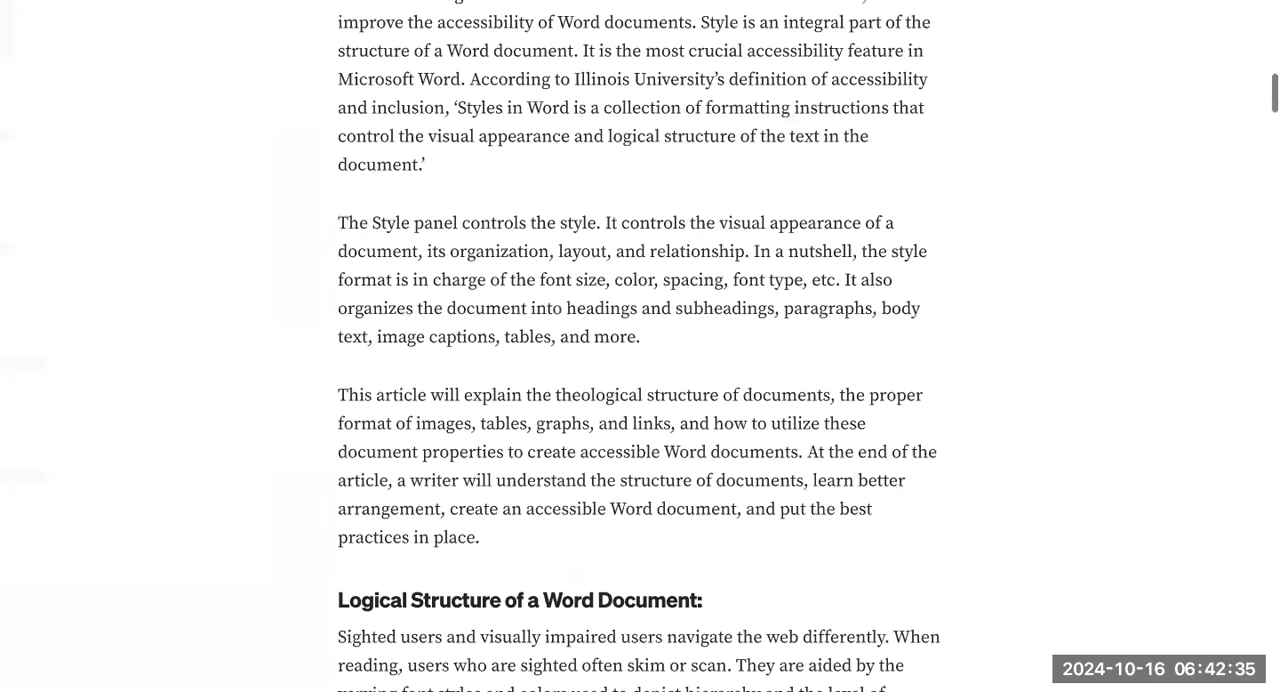 improve the accessibility of Word documents. Style is an integral part of the
structure of a Word document. It is the most crucial accessibility feature in
Microsoft Word. According to Illinois University’s definition of accessibility
and inclusion, ‘Styles in Word is a collection of formatting instructions that
control the visual appearance and logical structure of the text in the
document.’
The Style panel controls the style. It controls the visual appearance of a
document, its organization, layout, and relationship. In a nutshell, the style
format is in charge of the font size, color, spacing, font type, etc. It also
organizes the document into headings and subheadings, paragraphs, body
text, image captions, tables, and more.
This article will explain the theological structure of documents, the proper
format of images, tables, graphs, and links, and how to utilize these
document properties to create accessible Word documents. At the end of the
article, a writer will understand the structure of documents, learn better
arrangement, create an accessible Word document, and put the best
practices in place.
Logical Structure of a Word Document:
Sighted users and visually impaired users navigate the web differently. When
reading, users who are sighted often skim or scan. They are aided by the
2024-10-16 06:42:35